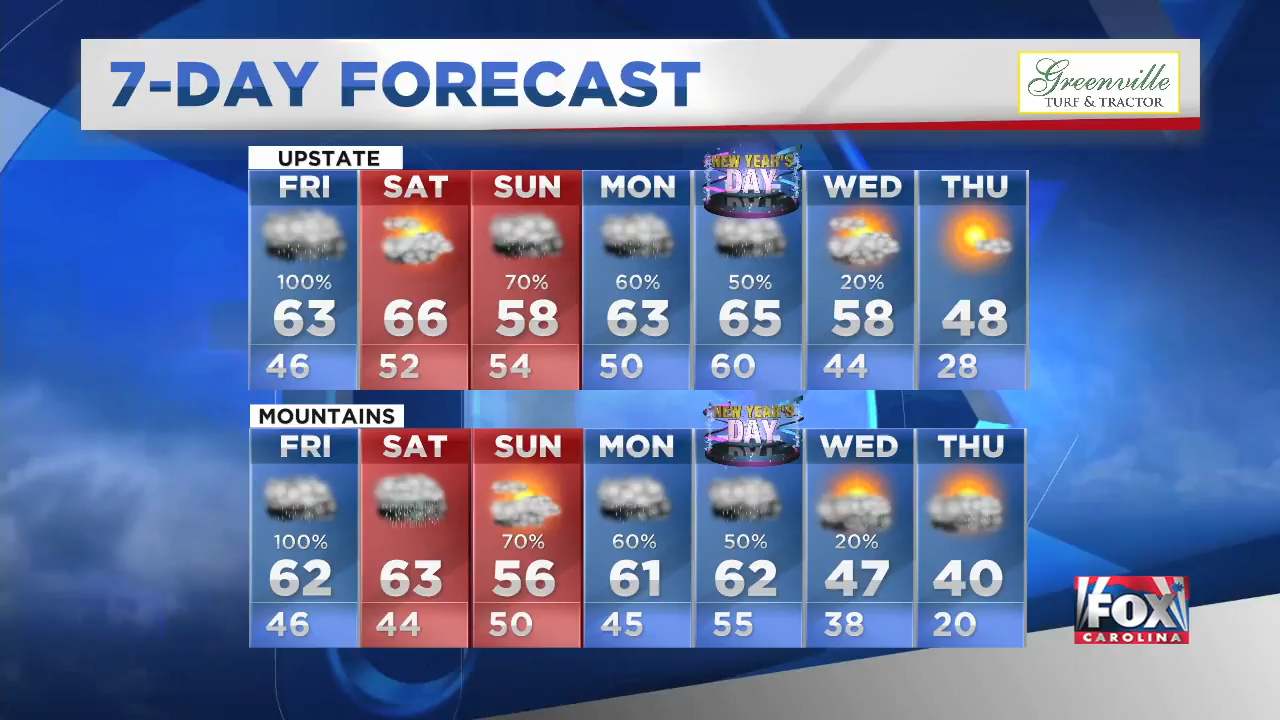 7-DAY FORECAST
Greenville
TURF & TRACTOR
UPSTATE
FRI SAT SUN MON NEW YEAR'S DAY WED THU
100% 70% 60% 50% 20%
63 66 58 63 65 58 48
46 52 54 50 60 44 28
MOUNTAINS
FRI SAT SUN MON NEW YEAR'S DAY WED THU
100% 70% 60% 50% 20%
62 63 56 61 62 47 40
46 44 50 45 55 38 20
FOX
CAROLINA